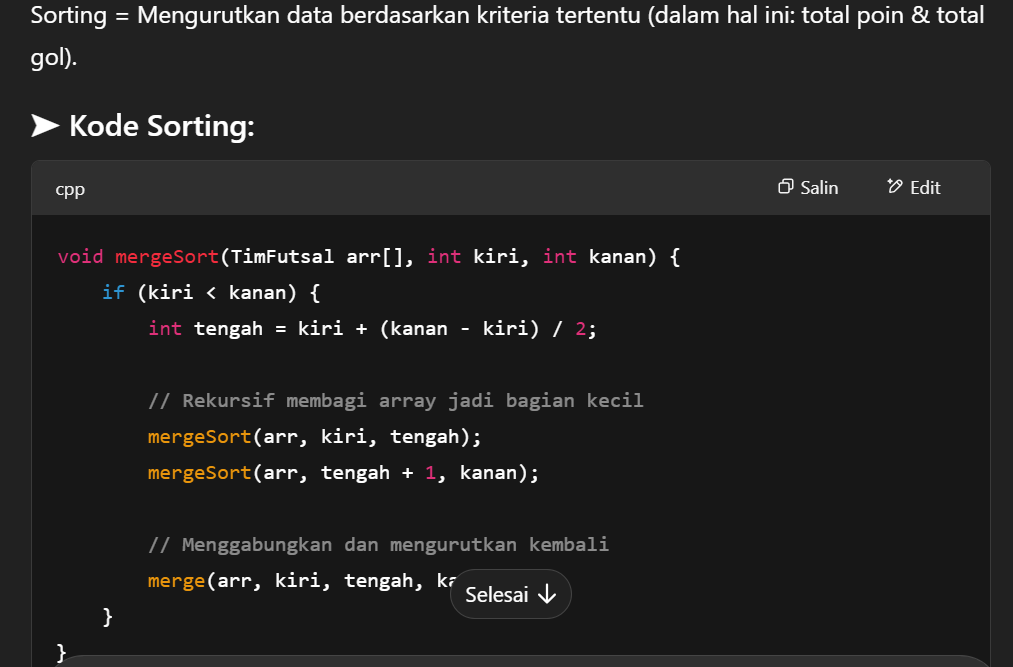 Sorting = Mengurutkan data berdasarkan kriteria tertentu (dalam hal ini: total poin & total
gol).
➤ Kode Sorting:
cpp Salin Edit
void mergeSort(TimFutsal arr[], int kiri, int kanan) {
    if (kiri < kanan) {
        int tengah = kiri + (kanan - kiri) / 2;
        // Rekursif membagi array jadi bagian kecil
        mergeSort(arr, kiri, tengah);
        mergeSort(arr, tengah + 1, kanan);
        // Menggabungkan dan mengurutkan kembali
        merge(arr, kiri, tengah,
Selesai ↓
    }
}